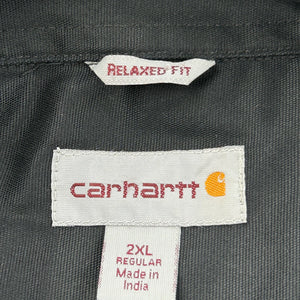 RELAXED FIT
carhartt
2XL
REGULAR
Made in
India